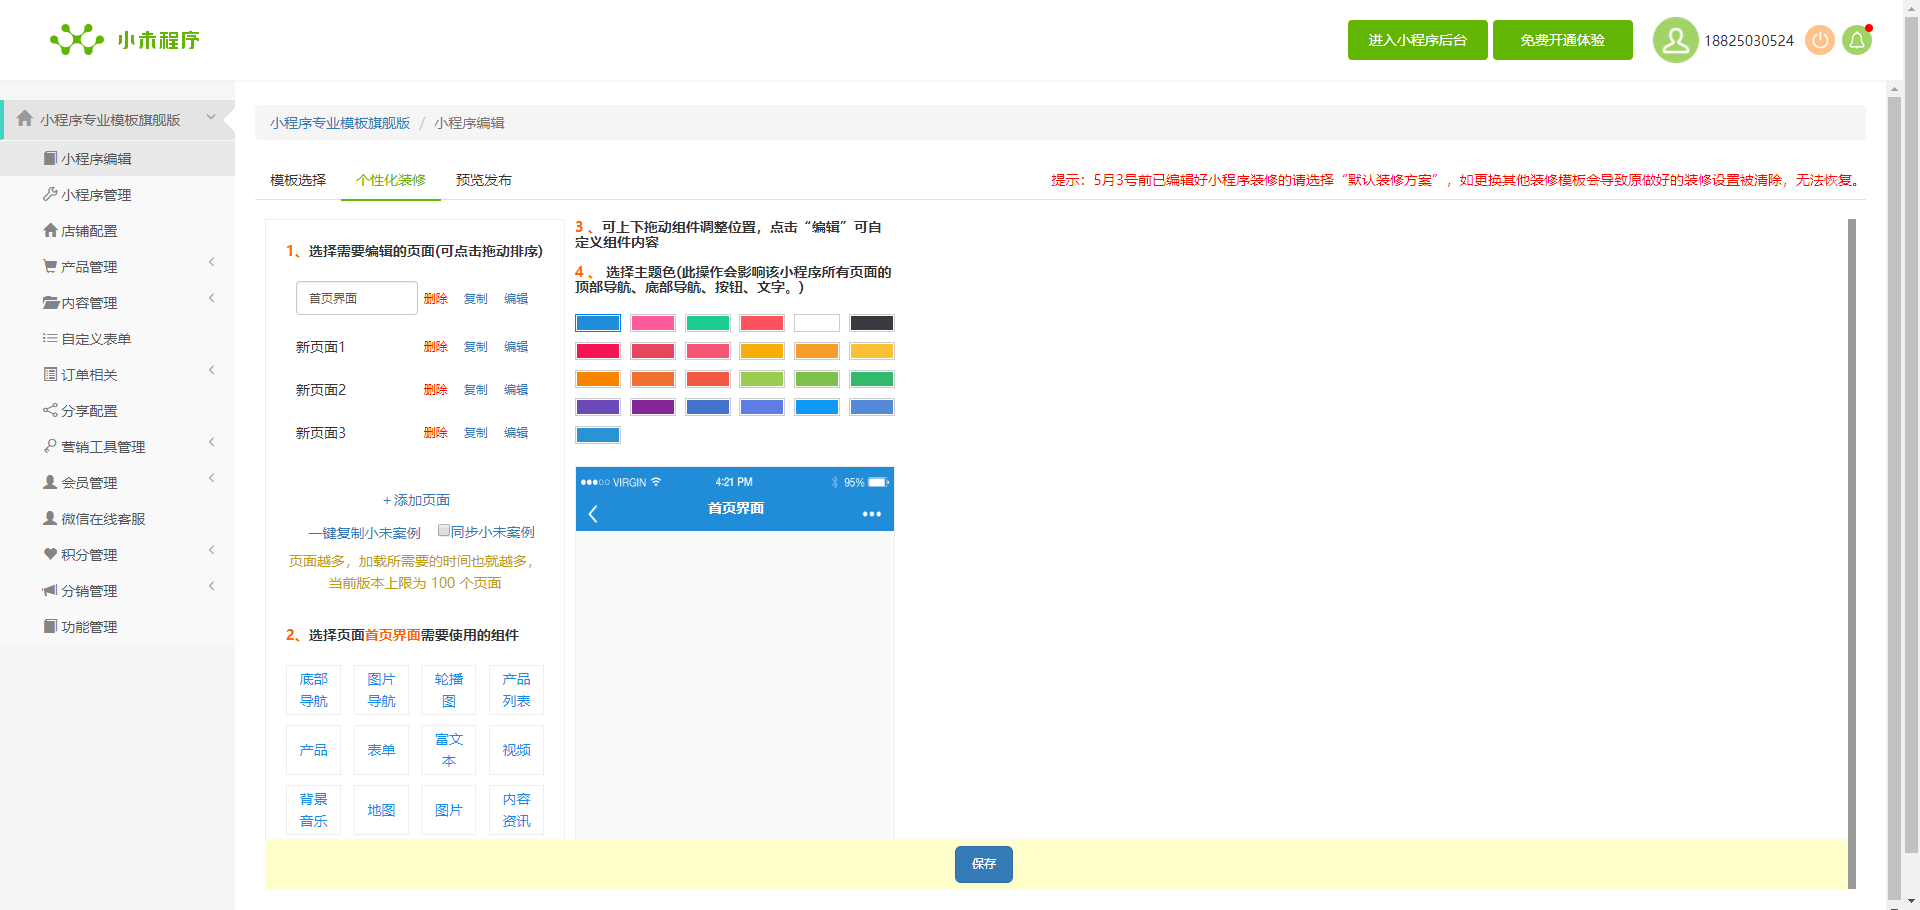 小未程序
进入小程序后台
免费开通体验
18825030524
小程序专业模板旗舰版
小程序编辑
小程序管理
店铺配置
产品管理
内容管理
自定义表单
订单相关
分享配置
营销工具管理
会员管理
微信在线客服
积分管理
分销管理
功能管理
小程序专业模板旗舰版 / 小程序编辑
模板选择
个性化装修
预览发布
提示：5月3号前已编辑好小程序装修的请选择“默认装修方案”，如更换其他装修模板会导致原做好的装修设置被清除，无法恢复。
1、选择需要编辑的页面(可点击拖动排序)
首页界面 删除 复制 编辑
新页面1 删除 复制 编辑
新页面2 删除 复制 编辑
新页面3 删除 复制 编辑
+ 添加页面
一键复制小未案例 同步小未案例
页面越多，加载所需要的时间也就越多，
当前版本上限为 100 个页面
2、选择页面首页界面需要使用的组件
底部
导航
图片
导航
轮播
图
产品
列表
产品
表单
富文
本
视频
背景
音乐
地图
图片
内容
资讯
3 、可上下拖动组件调整位置，点击“编辑”可自
定义组件内容
4 、 选择主题色(此操作会影响该小程序所有页面的
顶部导航、底部导航、按钮、文字。)
VIRGIN 4:21 PM 95%
首页界面
保存